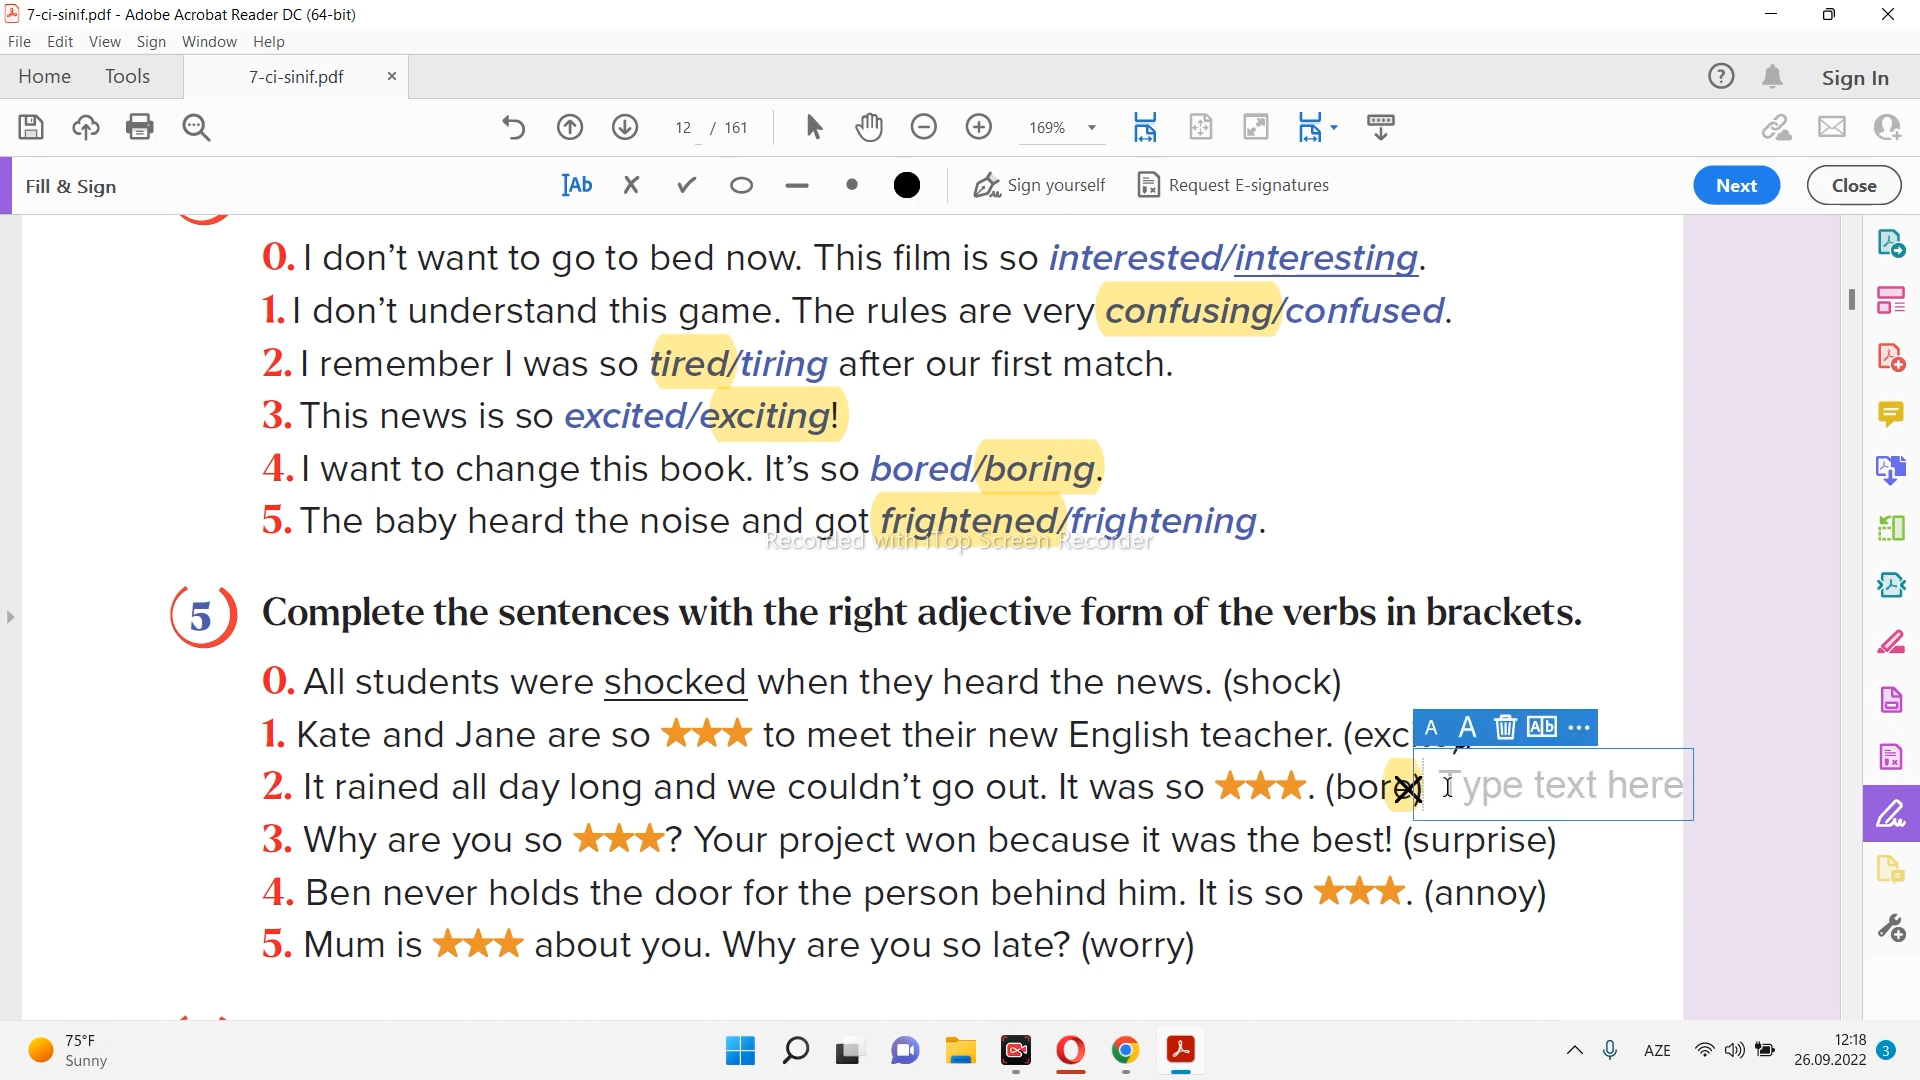 7-ci-sinif.pdf - Adobe Acrobat Reader DC (64-bit)
File Edit View Sign Window Help
Home Tools 7-ci-sinif.pdf × Sign In
12 / 161 169%
Fill & Sign Ab Sign yourself Request E-signatures Next Close
0. I don't want to go to bed now. This film is so interested/interesting.
1. I don't understand this game. The rules are very confusing/confused.
2. I remember I was so tired/tiring after our first match.
3. This news is so excited/exciting!
4. I want to change this book. It's so bored/boring.
5. The baby heard the noise and got frightened/frightening.
Recorded with iTop Screen Recorder
5 Complete the sentences with the right adjective form of the verbs in brackets.
0. All students were shocked when they heard the news. (shock)
1. Kate and Jane are so ★★★ to meet their new English teacher.
A A Ab ...
2. It rained all day long and we couldn't go out. It was so ★★★. (bore)
Type text here
3. Why are you so ★★★? Your project won because it was the best! (surprise)
4. Ben never holds the door for the person behind him. It is so ★★★. (annoy)
5. Mum is ★★★ about you. Why are you so late? (worry)
75°F
Sunny
AZE
12:18
26.09.2022 3